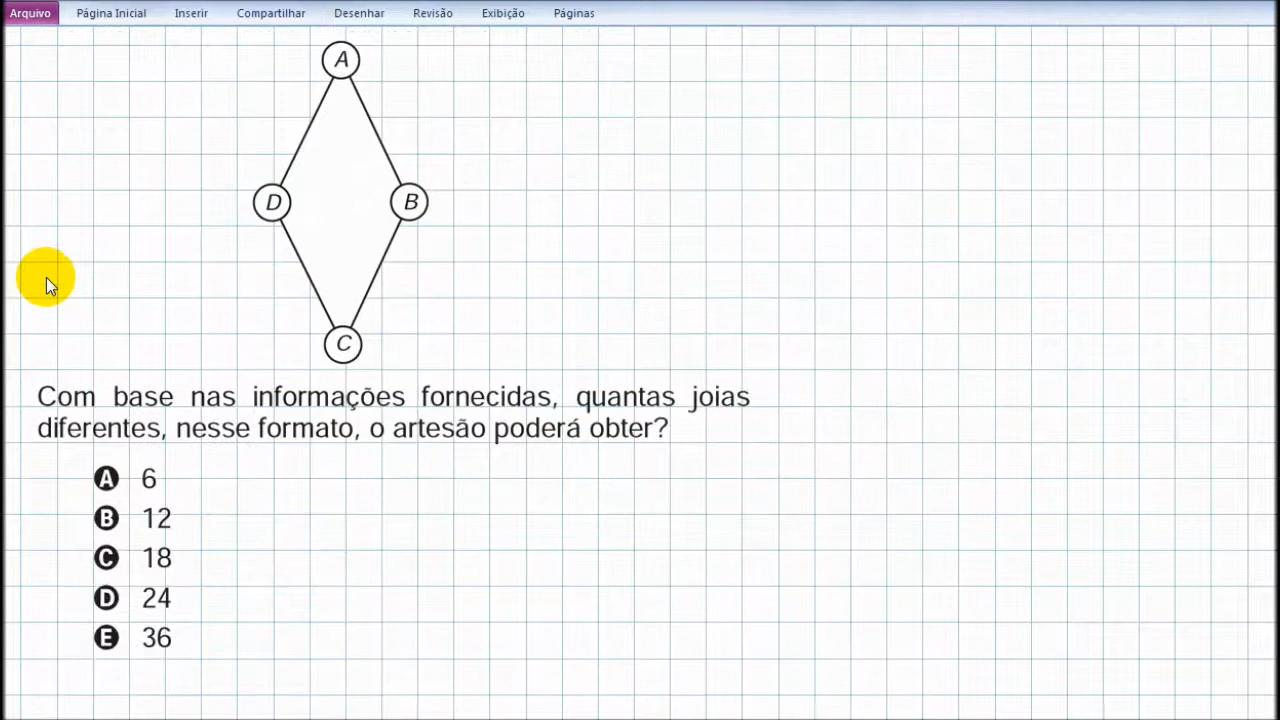 Arquivo Página Inicial Inserir Compartilhar Desenhar Revisão Exibição Páginas
A
D B
C
Com base nas informações fornecidas, quantas joias
diferentes, nesse formato, o artesão poderá obter?
A 6
B 12
C 18
D 24
E 36